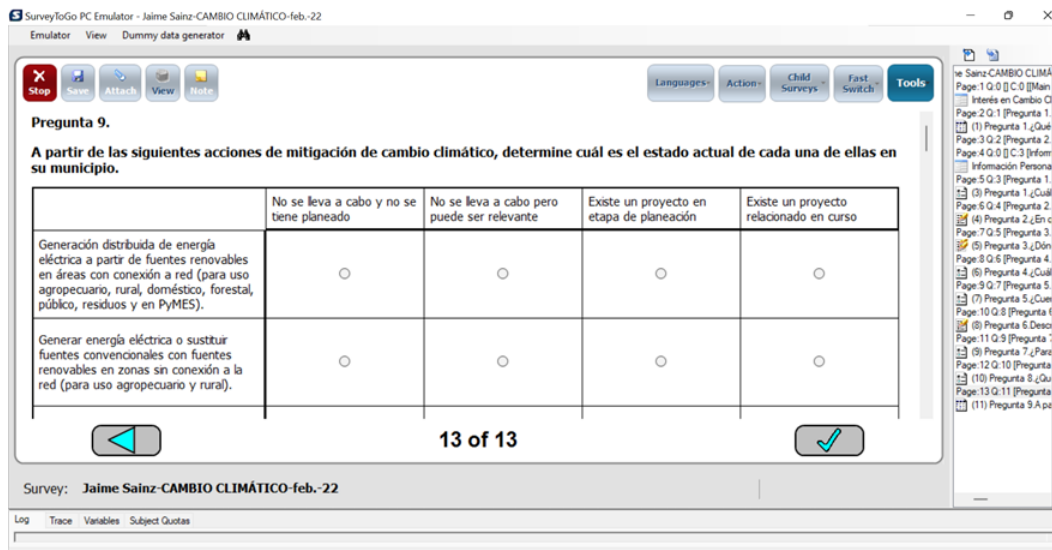 SurveyToGo PC Emulator - Jaime Sainz-CAMBIO CLIMÁTICO-feb.-22
Emulator View Dummy data generator
Stop Save Attach View Note
Languages Action Child Surveys Fast Switch Tools
Pregunta 9.
A partir de las siguientes acciones de mitigación de cambio climático, determine cuál es el estado actual de cada una de ellas en
su municipio.
No se lleva a cabo y no se
tiene planeado
No se lleva a cabo pero
puede ser relevante
Existe un proyecto en
etapa de planeación
Existe un proyecto
relacionado en curso
Generación distribuida de energía
eléctrica a partir de fuentes renovables
en áreas con conexión a red (para uso
agropecuario, rural, doméstico, forestal,
público, residuos y en PyMES).
Generar energía eléctrica o sustituir
fuentes convencionales con fuentes
renovables en zonas sin conexión a la
red (para uso agropecuario y rural).
13 of 13
Survey: Jaime Sainz-CAMBIO CLIMÁTICO-feb.-22
Log Trace Variables Subject Quotas
Sainz-CAMBIO CLIMÁ
Page:1 Q:0 [] C:0 [[Main
Interés en Cambio Cl
Page:2 Q:1 [Pregunta 1.
(1) Pregunta 1.¿Qué
Page:3 Q:2 [Pregunta 2.
Page:4 Q:0 [] C:3 [Inform
Información Persona
Page:5 Q:3 [Pregunta 1.
(3) Pregunta 1.¿Cuál
Page:6 Q:4 [Pregunta 2.
(4) Pregunta 2.¿En c
Page:7 Q:5 [Pregunta 3.
(5) Pregunta 3.¿Dón
Page:8 Q:6 [Pregunta 4.
(6) Pregunta 4.¿Cuál
Page:9 Q:7 [Pregunta 5.
(7) Pregunta 5.¿Cuer
Page:10 Q:8 [Pregunta 6
(8) Pregunta 6.Descr
Page:11 Q:9 [Pregunta 7
(9) Pregunta 7.¿Para
Page:12 Q:10 [Pregunta
(10) Pregunta 8.¿Qu
Page:13 Q:11 [Pregunta
(11) Pregunta 9.A pa